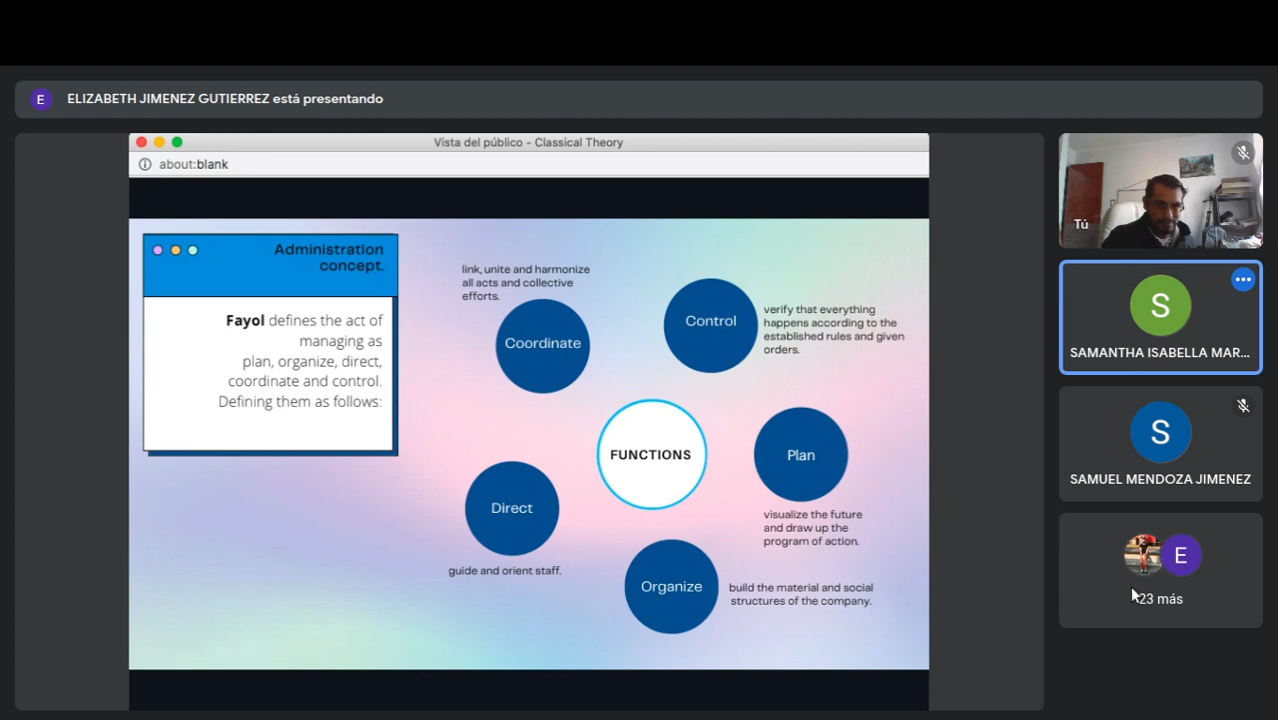 E ELIZABETH JIMENEZ GUTIERREZ está presentando
Vista del público - Classical Theory
about:blank
Administration
concept.
Fayol defines the act of
managing as
plan, organize, direct,
coordinate and control.
Defining them as follows:
link, unite and harmonize
all acts and collective
efforts.
Coordinate
Control
verify that everything
happens according to the
established rules and given
orders.
FUNCTIONS
Plan
visualize the future
and draw up the
program of action.
Direct
guide and orient staff.
Organize
build the material and social
structures of the company.
Tú
S
SAMANTHA ISABELLA MAR...
S
SAMUEL MENDOZA JIMENEZ
E
23 más